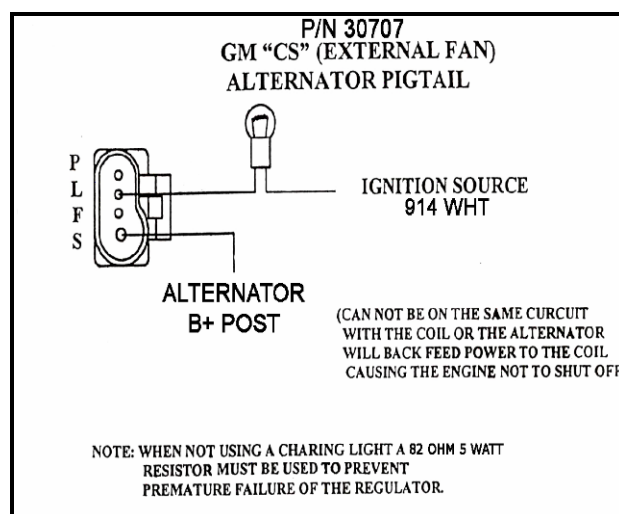 P/N 30707
GM “CS” (EXTERNAL FAN)
ALTERNATOR PIGTAIL
P
L
F
S
IGNITION SOURCE
914 WHT
ALTERNATOR
B+ POST
(CAN NOT BE ON THE SAME CURCUIT
WITH THE COIL OR THE ALTERNATOR
WILL BACK FEED POWER TO THE COIL
CAUSING THE ENGINE NOT TO SHUT OFF
NOTE: WHEN NOT USING A CHARING LIGHT A 82 OHM 5 WATT
RESISTOR MUST BE USED TO PREVENT
PREMATURE FAILURE OF THE REGULATOR.